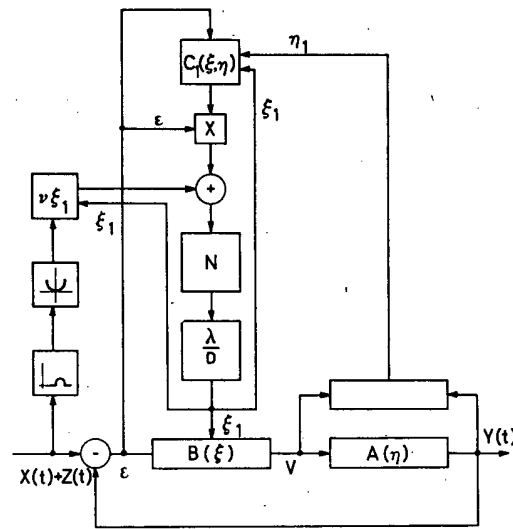 η₁
C₁(ξ,η)
ξ₁
ε
X
νξ₁
+
ξ₁
N
λ/D
ξ₁
X(t)+Z(t)
-
ε
B(ξ)
V
A(η)
Y(t)